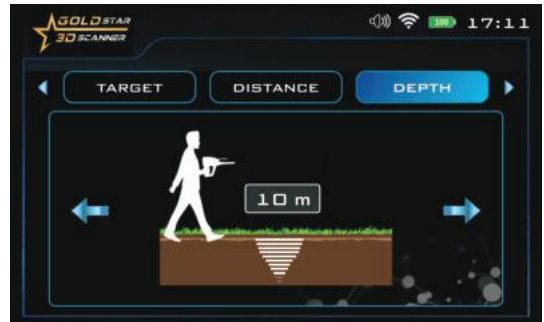 GOLD STAR
3D SCANNER
100 17:11
TARGET DISTANCE DEPTH
10 m